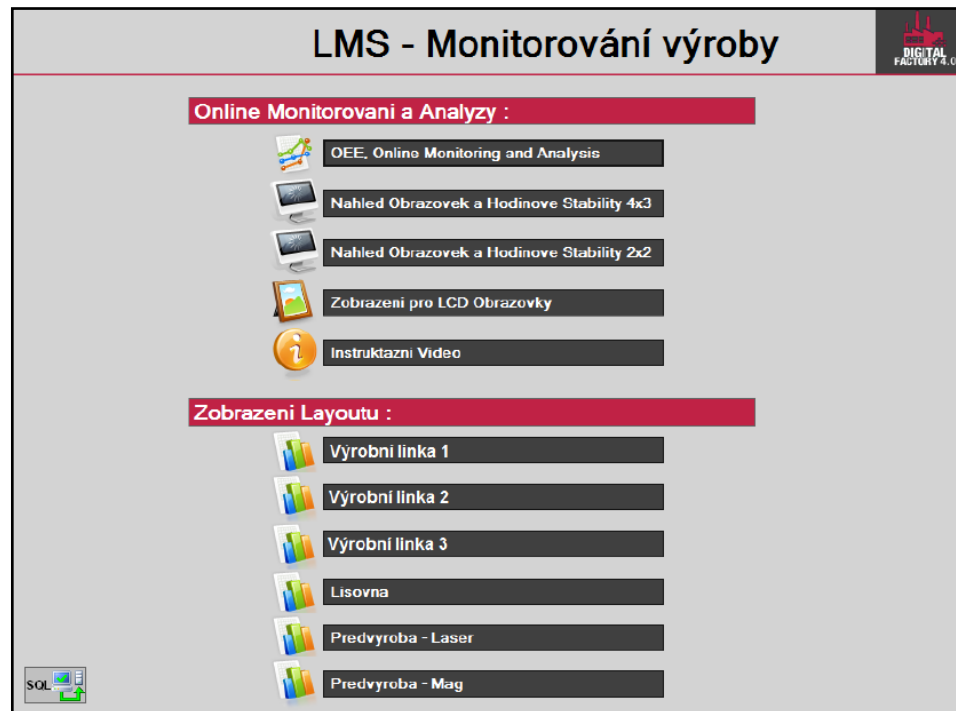 LMS - Monitorování výroby
DIGITAL
FACTORY 4.0
Online Monitorovani a Analyzy :
OEE, Online Monitoring and Analysis
Nahled Obrazovek a Hodinove Stability 4x3
Nahled Obrazovek a Hodinove Stability 2x2
Zobrazeni pro LCD Obrazovky
Instruktazni Video
Zobrazeni Layoutu :
Výrobní linka 1
Výrobní linka 2
Výrobní linka 3
Lisovna
Predvyroba - Laser
Predvyroba - Mag
SQL